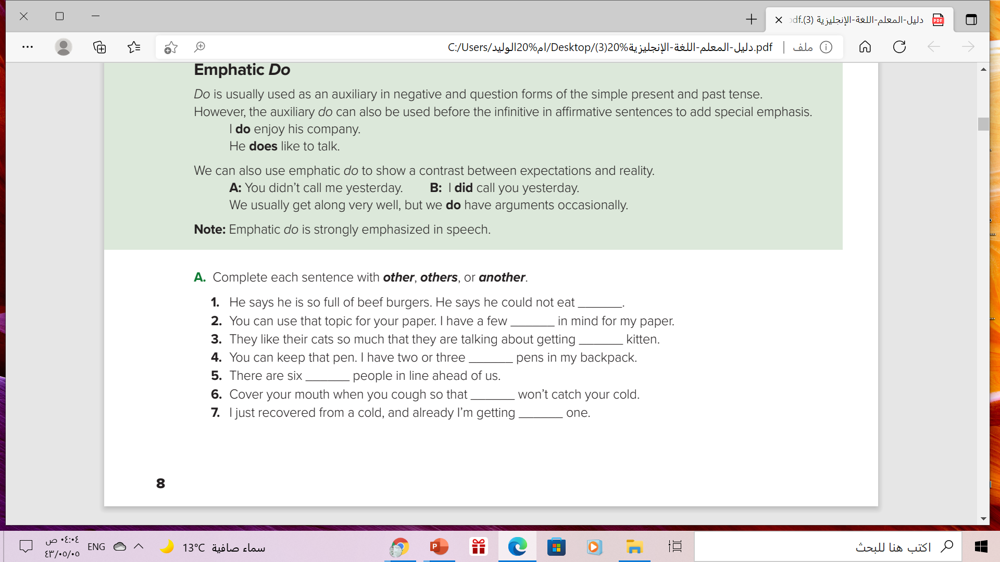 دليل-المعلم-اللغة-الإنجليزية (3).pdf
ملف
C:/Users/ام%20الوليد/Desktop/دليل-المعلم-اللغة-الإنجليزية%20(3).pdf
Emphatic Do
Do is usually used as an auxiliary in negative and question forms of the simple present and past tense.
However, the auxiliary do can also be used before the infinitive in affirmative sentences to add special emphasis.
I do enjoy his company.
He does like to talk.
We can also use emphatic do to show a contrast between expectations and reality.
A: You didn't call me yesterday. B: I did call you yesterday.
We usually get along very well, but we do have arguments occasionally.
Note: Emphatic do is strongly emphasized in speech.
A. Complete each sentence with other, others, or another.
1. He says he is so full of beef burgers. He says he could not eat ______.
2. You can use that topic for your paper. I have a few ______ in mind for my paper.
3. They like their cats so much that they are talking about getting ______ kitten.
4. You can keep that pen. I have two or three ______ pens in my backpack.
5. There are six ______ people in line ahead of us.
6. Cover your mouth when you cough so that ______ won't catch your cold.
7. I just recovered from a cold, and already I'm getting ______ one.
8
٠٤:٠٤ ص
٤٣/٠٥/٠٥
ENG
13°C سماء صافية
اكتب هنا للبحث